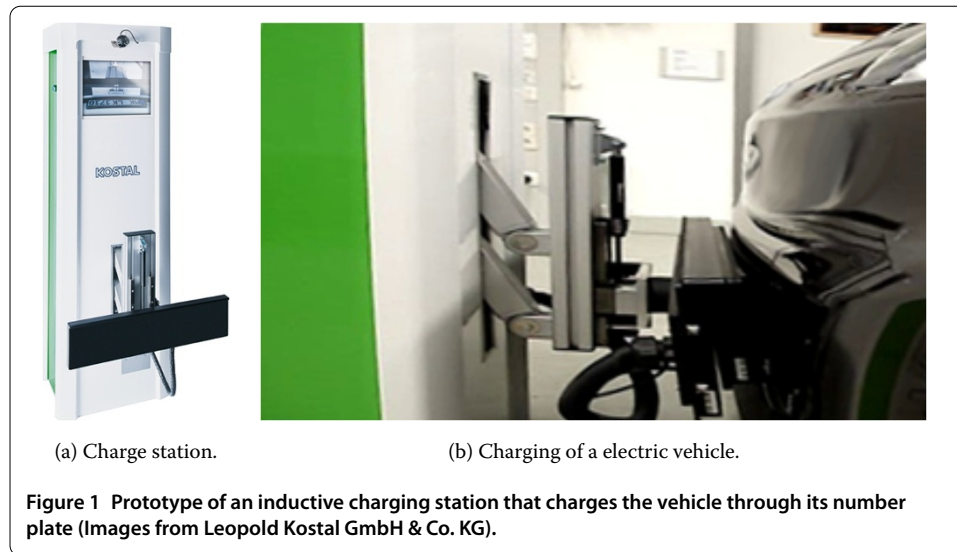 KOSTAL
(a) Charge station.
(b) Charging of a electric vehicle.
Figure 1 Prototype of an inductive charging station that charges the vehicle through its number
plate (Images from Leopold Kostal GmbH & Co. KG).